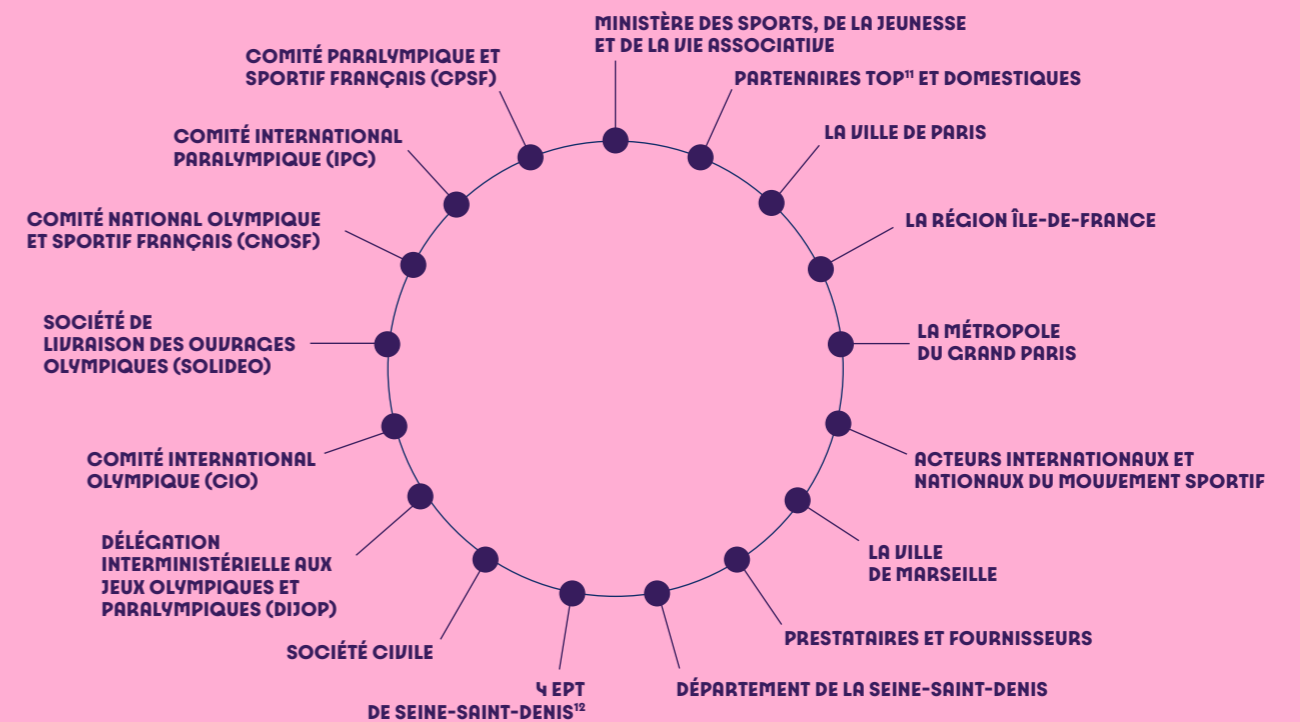 MINISTÈRE DES SPORTS, DE LA JEUNESSE
ET DE LA VIE ASSOCIATIVE
PARTENAIRES TOP¹¹ ET DOMESTIQUES
LA VILLE DE PARIS
LA RÉGION ÎLE-DE-FRANCE
LA MÉTROPOLE
DU GRAND PARIS
ACTEURS INTERNATIONAUX ET
NATIONAUX DU MOUVEMENT SPORTIF
LA VILLE
DE MARSEILLE
PRESTATAIRES ET FOURNISSEURS
DÉPARTEMENT DE LA SEINE-SAINT-DENIS
4 EPT
DE SEINE-SAINT-DENIS¹²
SOCIÉTÉ CIVILE
DÉLÉGATION
INTERMINISTÉRIELLE AUX
JEUX OLYMPIQUES ET
PARALYMPIQUES (DIJOP)
COMITÉ INTERNATIONAL
OLYMPIQUE (CIO)
SOCIÉTÉ DE
LIVRAISON DES OUVRAGES
OLYMPIQUES (SOLIDEO)
COMITÉ NATIONAL OLYMPIQUE
ET SPORTIF FRANÇAIS (CNOSF)
COMITÉ INTERNATIONAL
PARALYMPIQUE (IPC)
COMITÉ PARALYMPIQUE ET
SPORTIF FRANÇAIS (CPSF)